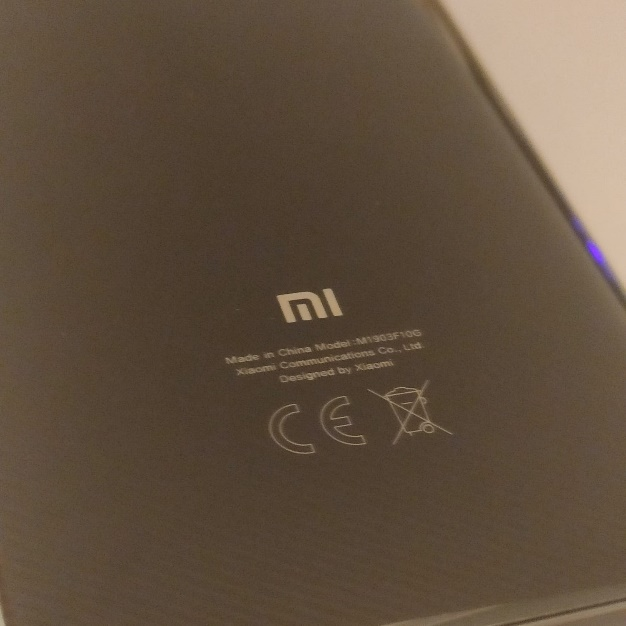 mi
Made in China Model:M1903F10G
Xiaomi Communications Co., Ltd.
Designed by Xiaomi
CE